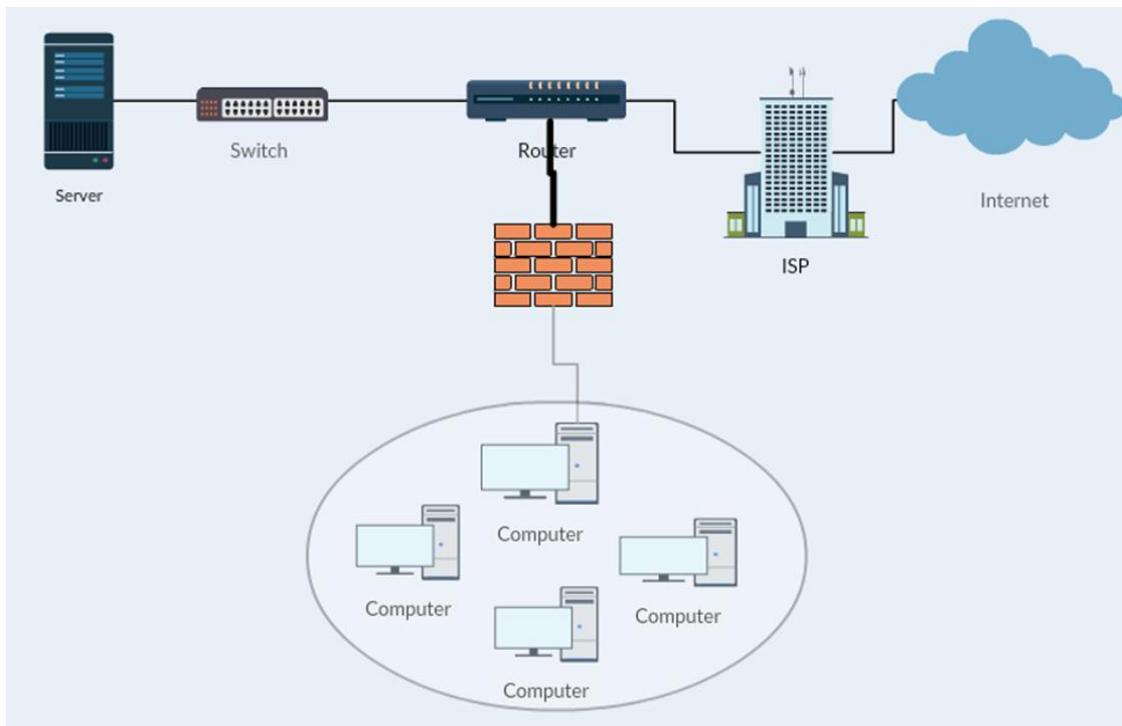 Switch
Router
Server
Internet
ISP
Computer
Computer
Computer
Computer